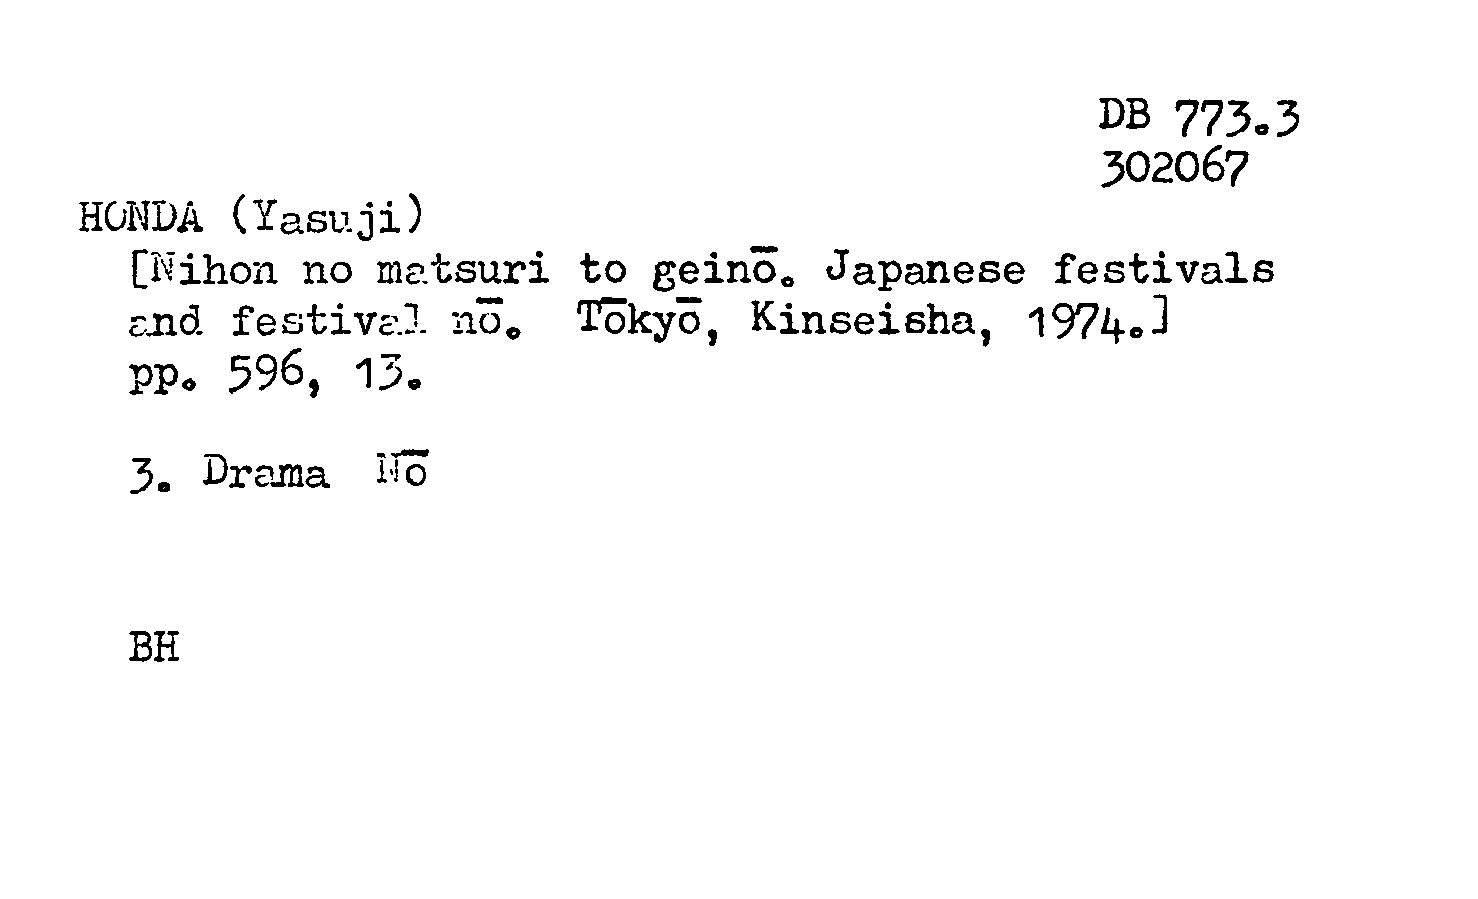 DB 773.3
302067
HONDA (Yasuji)
[Nihon no matsuri to geinō. Japanese festivals
and festival nō. Tōkyō, Kinseisha, 1974.]
pp. 596, 13.
3. Drama Nō
BH